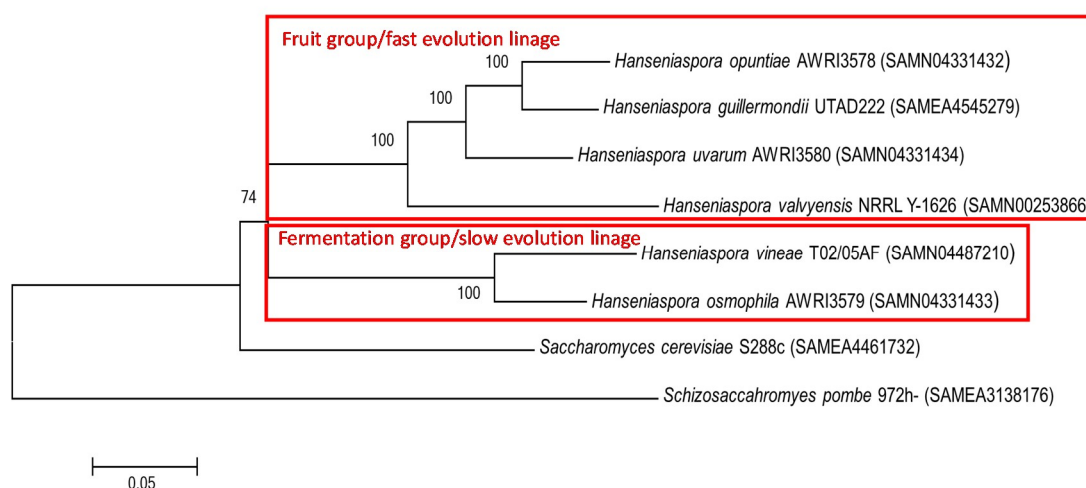 Fruit group/fast evolution linage
100
Hanseniaspora opuntiae AWRI3578 (SAMN04331432)
100
Hanseniaspora guillermondii UTAD222 (SAMEA4545279)
100
Hanseniaspora uvarum AWRI3580 (SAMN04331434)
74
Hanseniaspora valvyensis NRRL Y-1626 (SAMN00253866
Fermentation group/slow evolution linage
Hanseniaspora vineae T02/05AF (SAMN04487210)
100
Hanseniaspora osmophila AWRI3579 (SAMN04331433)
Saccharomyces cerevisiae S288c (SAMEA4461732)
Schizosaccahromyes pombe 972h- (SAMEA3138176)
0.05